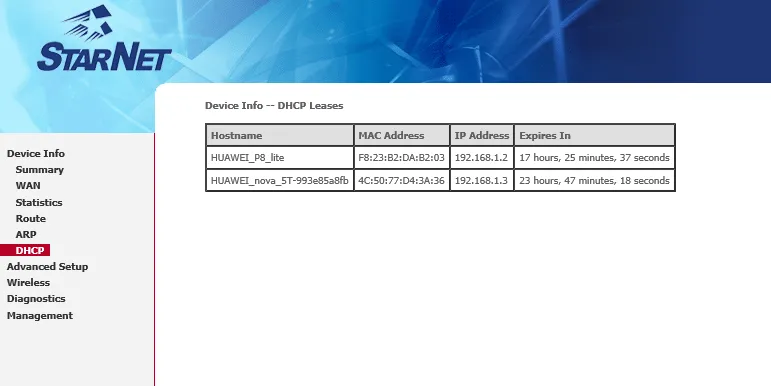 STARNET
Device Info -- DHCP Leases
Hostname MAC Address IP Address Expires In
HUAWEI_P8_lite F8:23:B2:DA:B2:03 192.168.1.2 17 hours, 25 minutes, 37 seconds
HUAWEI_nova_5T-993e85a8fb 4C:50:77:D4:3A:36 192.168.1.3 23 hours, 47 minutes, 18 seconds
Device Info
Summary
WAN
Statistics
Route
ARP
DHCP
Advanced Setup
Wireless
Diagnostics
Management